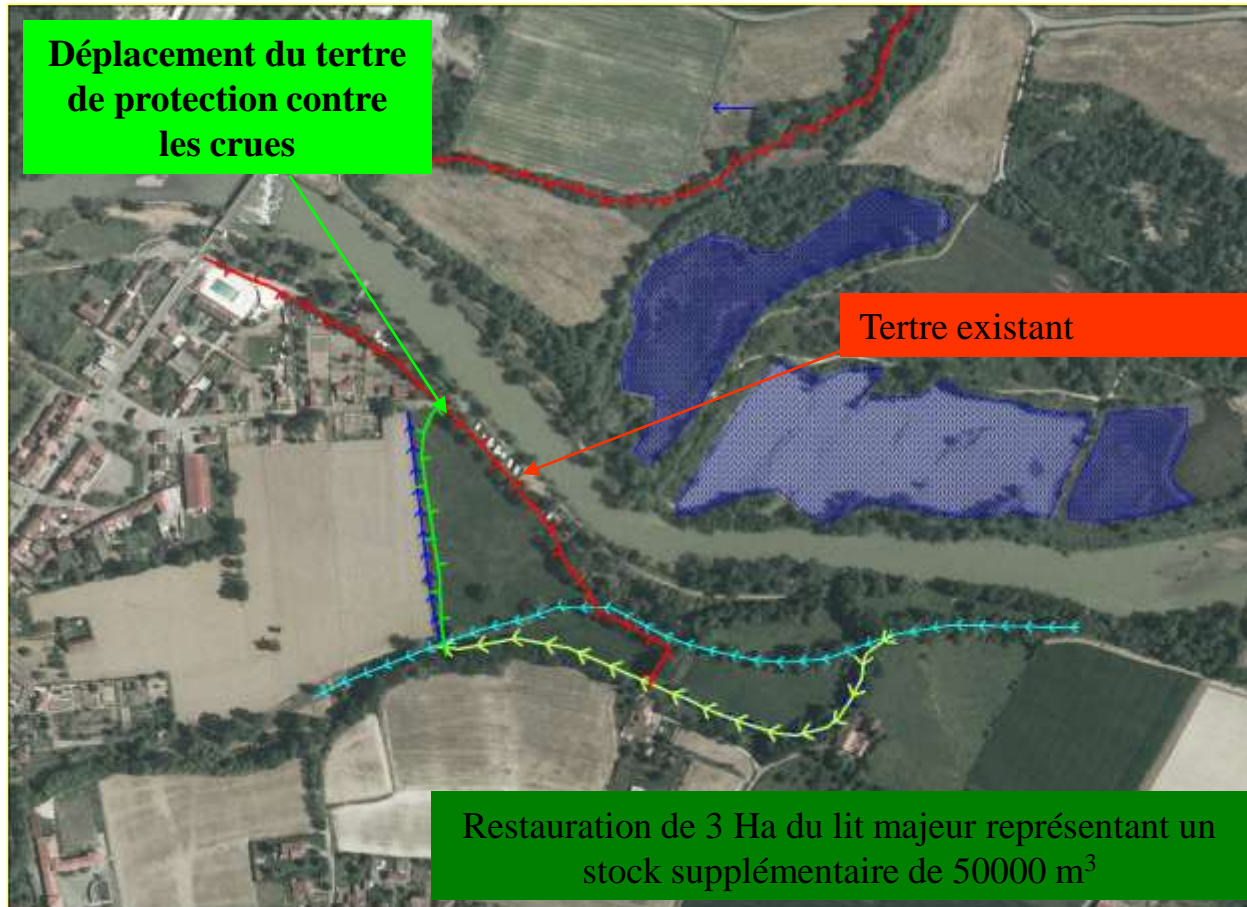 Déplacement du tertre
de protection contre
les crues
Tertre existant
Restauration de 3 Ha du lit majeur représentant un
stock supplémentaire de 50000 m³